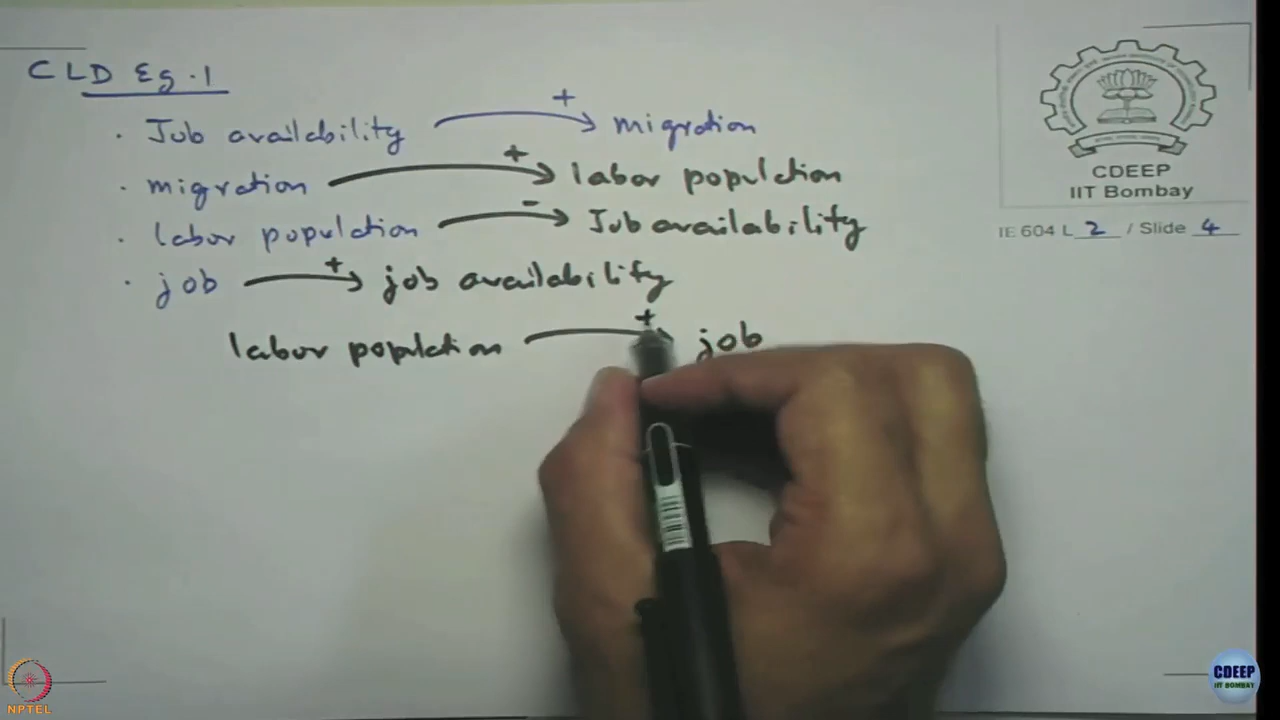 CLD Eg.1
· Job availability + migration
· migration + labor population
· labor population - Job availability
· job + job availability
labor population + job
CDEEP
IIT Bombay
IE 604 L 2 / Slide 4
NPTEL
CDEEP
IIT BOMBAY